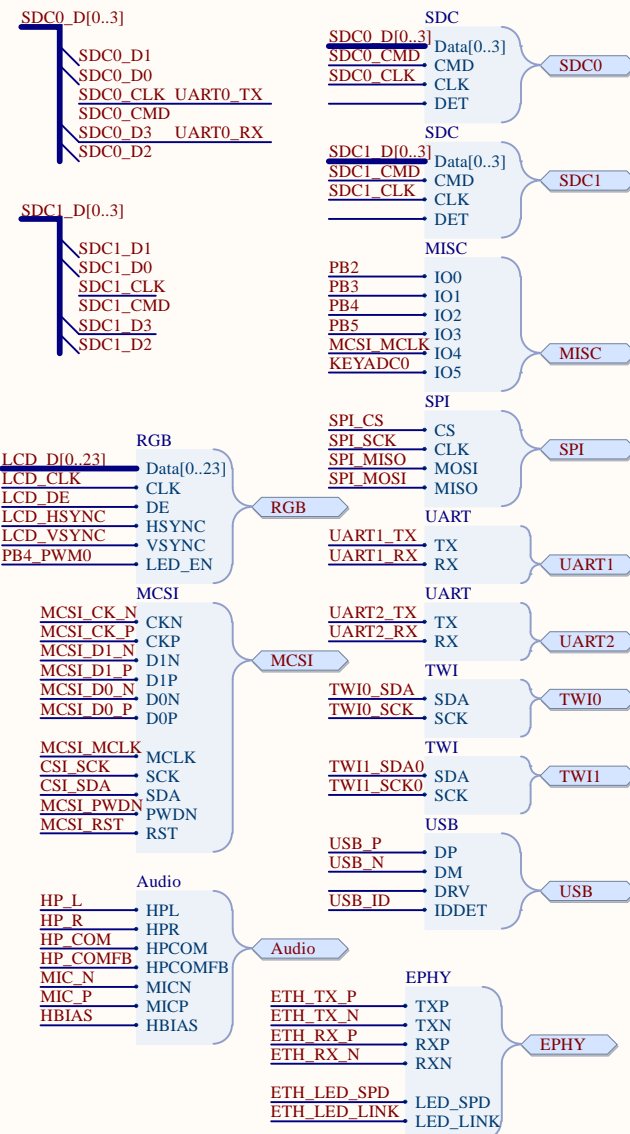 SDC0_D[0..3]
SDC0_D1
SDC0_D0
SDC0_CLK UART0_TX
SDC0_CMD
SDC0_D3 UART0_RX
SDC0_D2
SDC1_D[0..3]
SDC1_D1
SDC1_D0
SDC1_CLK
SDC1_CMD
SDC1_D3
SDC1_D2
RGB
LCD_D[0..23] Data[0..23]
LCD_CLK CLK
LCD_DE DE
RGB
LCD_HSYNC HSYNC
LCD_VSYNC VSYNC
PB4_PWM0 LED_EN
MCSI
MCSI_CK_N CKN
MCSI_CK_P CKP
MCSI_D1_N D1N
MCSI
MCSI_D1_P D1P
MCSI_D0_N D0N
MCSI_D0_P D0P
MCSI_MCLK MCLK
CSI_SCK SCK
CSI_SDA SDA
MCSI_PWDN PWDN
MCSI_RST RST
Audio
HP_L HPL
HP_R HPR
HP_COM HPCOM
Audio
HP_COMFB HPCOMFB
MIC_N MICN
MIC_P MICP
HBIAS HBIAS
SDC
SDC0_D[0..3] Data[0..3]
SDC0_CMD CMD
SDC0
SDC0_CLK CLK
DET
SDC
SDC1_D[0..3] Data[0..3]
SDC1_CMD CMD
SDC1
SDC1_CLK CLK
DET
MISC
PB2 IO0
PB3 IO1
PB4 IO2
PB5 IO3
MCSI_MCLK IO4
MISC
KEYADC0 IO5
SPI
SPI_CS CS
SPI_SCK CLK
SPI
SPI_MISO MOSI
SPI_MOSI MISO
UART
UART1_TX TX
UART1_RX RX
UART1
UART
UART2_TX TX
UART2_RX RX
UART2
TWI
TWI0_SDA SDA
TWI0
TWI0_SCK SCK
TWI
TWI1_SDA0 SDA
TWI1
TWI1_SCK0 SCK
USB
USB_P DP
USB_N DM
DRV
USB
USB_ID IDDET
EPHY
ETH_TX_P TXP
ETH_TX_N TXN
ETH_RX_P RXP
EPHY
ETH_RX_N RXN
ETH_LED_SPD LED_SPD
ETH_LED_LINK LED_LINK